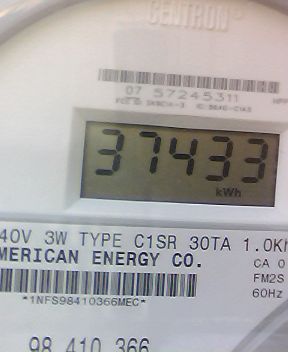 CENTRON®
07 57245311
37433
kWh
40V 3W TYPE C1SR 30TA 1.0Kh
MERICAN ENERGY CO.
CA 0
FM2S
60Hz
*1NFS98410366MEC*
98 410 366